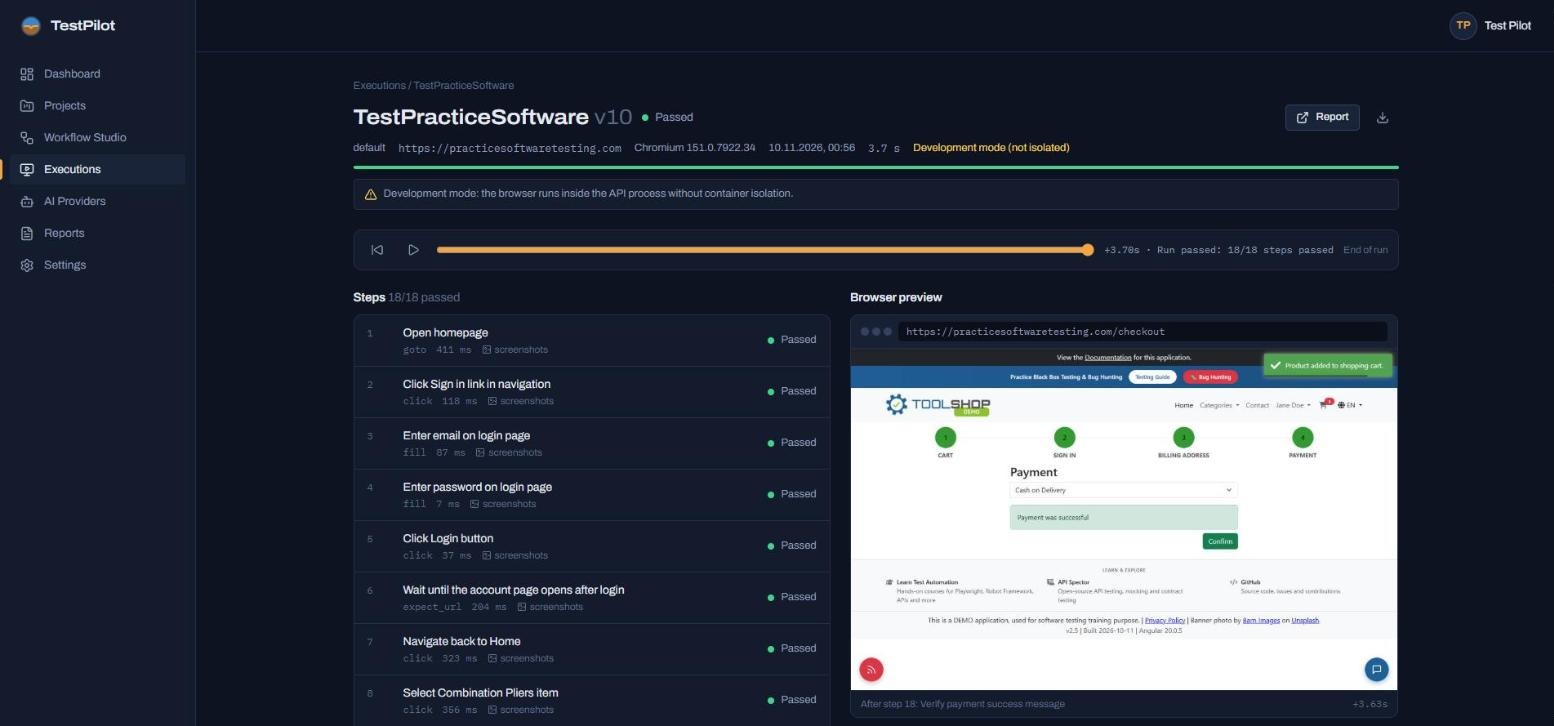 TestPilot
TP Test Pilot
Dashboard
Projects
Workflow Studio
Executions
AI Providers
Reports
Settings
Executions / TestPracticeSoftware
TestPracticeSoftware v10 Passed
Report
default https://practicesoftwaretesting.com Chromium 151.0.7922.34 10.11.2026, 00:56 3.7 s Development mode (not isolated)
Development mode: the browser runs inside the API process without container isolation.
+3.70s · Run passed: 18/18 steps passed End of run
Steps 18/18 passed
1 Open homepage Passed
goto 411 ms screenshots
2 Click Sign in link in navigation Passed
click 118 ms screenshots
3 Enter email on login page Passed
fill 87 ms screenshots
4 Enter password on login page Passed
fill 7 ms screenshots
5 Click Login button Passed
click 37 ms screenshots
6 Wait until the account page opens after login Passed
expect_url 204 ms screenshots
7 Navigate back to Home Passed
click 323 ms screenshots
8 Select Combination Pliers item Passed
click 356 ms screenshots
Browser preview
https://practicesoftwaretesting.com/checkout
View the Documentation for this application.
Product added to shopping cart.
Practice Black Box Testing & Bug Hunting Testing Guide Bug Hunting
TOOLSHOP
DEMO
Home Categories Contact Jane Doe EN
1 2 3 4
CART SIGN IN BILLING ADDRESS PAYMENT
Payment
Cash on Delivery
Payment was successful
Confirm
LEARN & EXPLORE
Learn Test Automation
Hands-on courses for Playwright, Robot Framework,
APIs and more
API Spector
Open-source API testing, mocking and contract
testing
GitHub
Source code, issues and contributions
This is a DEMO application, used for software testing training purpose. | Privacy Policy | Banner photo by Barn Images on Unsplash.
v2.5 | Built 2026-10-11 | Angular 20.0.5
After step 18: Verify payment success message +3.63s